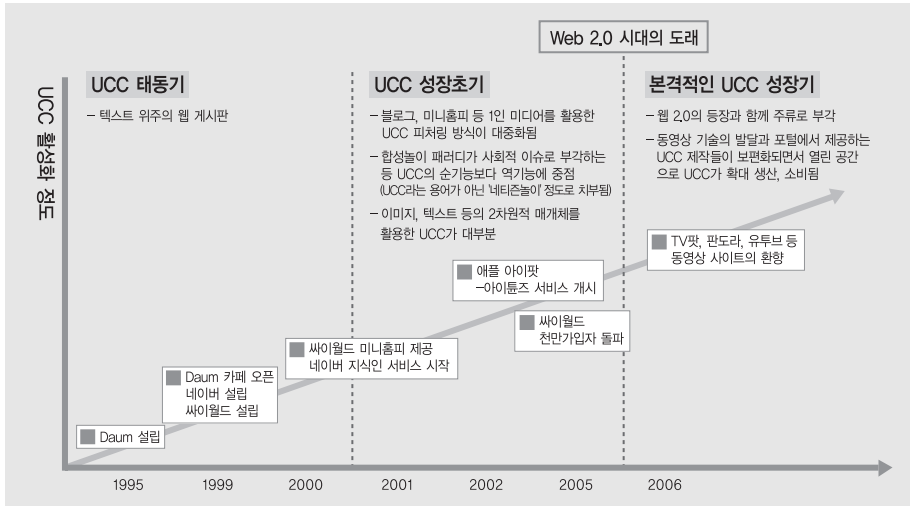 Web 2.0 시대의 도래
UCC 활성화 정도
UCC 태동기
– 텍스트 위주의 웹 게시판
UCC 성장초기
– 블로그, 미니홈피 등 1인 미디어를 활용한
UCC 피처링 방식이 대중화됨
– 합성놀이 패러디가 사회적 이슈로 부각하는
등 UCC의 순기능보다 역기능에 중점
(UCC라는 용어가 아닌 '네티즌놀이' 정도로 치부됨)
– 이미지, 텍스트 등의 2차원적 매개체를
활용한 UCC가 대부분
본격적인 UCC 성장기
– 웹 2.0의 등장과 함께 주류로 부각
– 동영상 기술의 발달과 포털에서 제공하는
UCC 제작들이 보편화되면서 열린 공간
으로 UCC가 확대 생산, 소비됨
TV팟, 판도라, 유투브 등
동영상 사이트의 환향
애플 아이팟
–아이튠즈 서비스 개시
싸이월드
천만가입자 돌파
싸이월드 미니홈피 제공
네이버 지식인 서비스 시작
Daum 카페 오픈
네이버 설립
싸이월드 설립
Daum 설립
1995 1999 2000 2001 2002 2005 2006